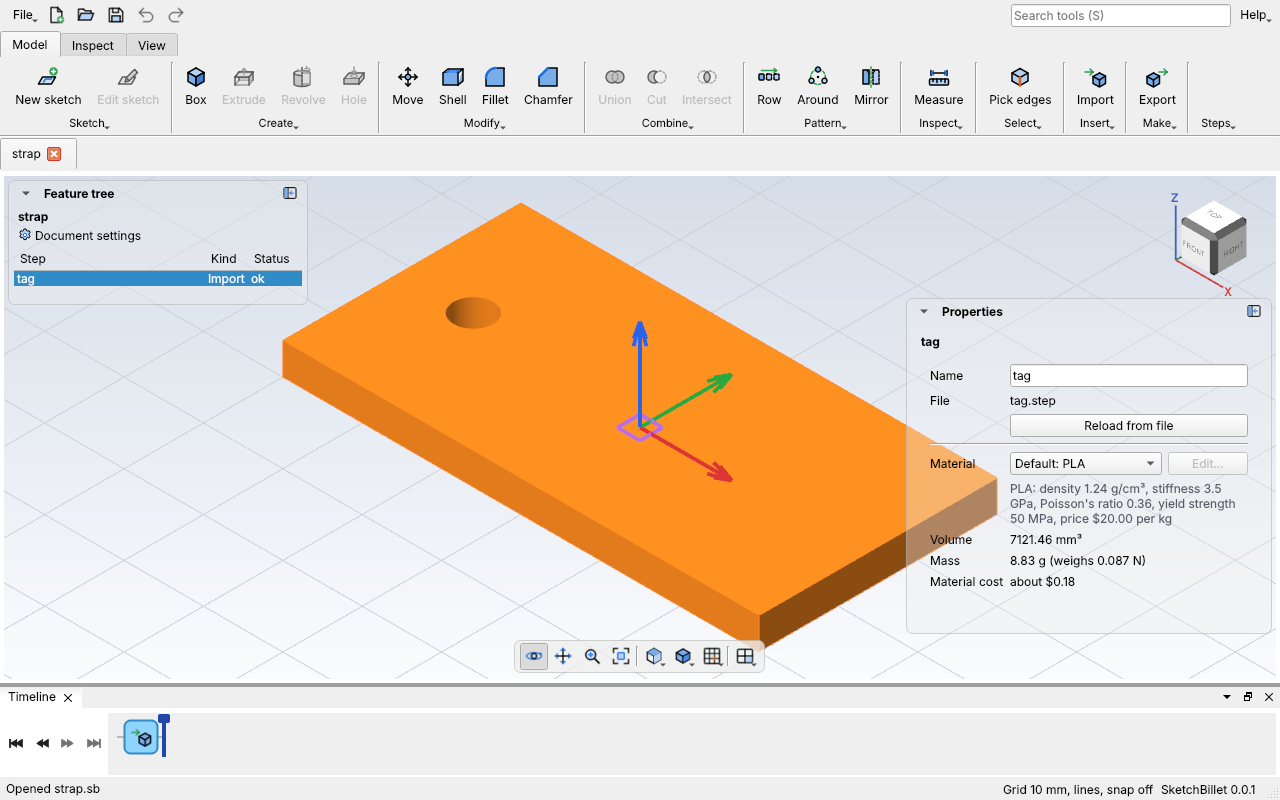 File
Search tools (S)
Help
Model
Inspect
View
New sketch
Edit sketch
Box
Extrude
Revolve
Hole
Move
Shell
Fillet
Chamfer
Union
Cut
Intersect
Row
Around
Mirror
Measure
Pick edges
Import
Export
Sketch
Create
Modify
Combine
Pattern
Inspect
Select
Insert
Make
Steps
strap
Feature tree
strap
Document settings
Step Kind Status
tag Import ok
Z
TOP
FRONT
RIGHT
X
Properties
tag
Name tag
File tag.step
Reload from file
Material Default: PLA Edit...
PLA: density 1.24 g/cm³, stiffness 3.5
GPa, Poisson's ratio 0.36, yield strength
50 MPa, price $20.00 per kg
Volume 7121.46 mm³
Mass 8.83 g (weighs 0.087 N)
Material cost about $0.18
Timeline
Opened strap.sb
Grid 10 mm, lines, snap off SketchBillet 0.0.1